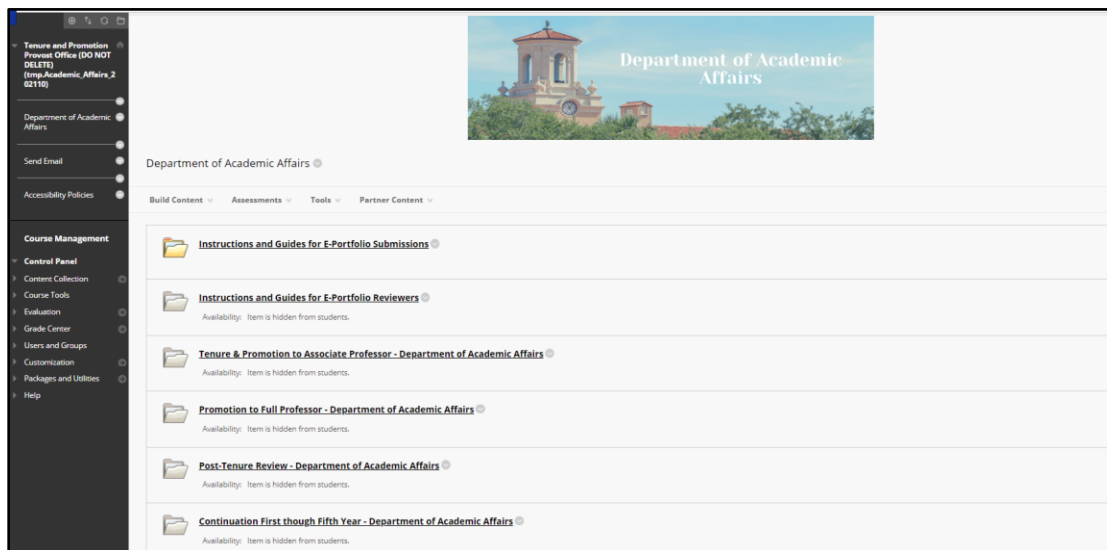 Tenure and Promotion
Provost Office (DO NOT
DELETE)
(tmp.Academic_Affairs_2
02110)
Department of Academic
Affairs
Send Email
Accessibility Policies
Course Management
Control Panel
Content Collection
Course Tools
Evaluation
Grade Center
Users and Groups
Customization
Packages and Utilities
Help
Department of Academic
Affairs
Department of Academic Affairs
Build Content Assessments Tools Partner Content
Instructions and Guides for E-Portfolio Submissions
Instructions and Guides for E-Portfolio Reviewers
Availability: Item is hidden from students.
Tenure & Promotion to Associate Professor - Department of Academic Affairs
Availability: Item is hidden from students.
Promotion to Full Professor - Department of Academic Affairs
Availability: Item is hidden from students.
Post-Tenure Review - Department of Academic Affairs
Availability: Item is hidden from students.
Continuation First though Fifth Year - Department of Academic Affairs
Availability: Item is hidden from students.